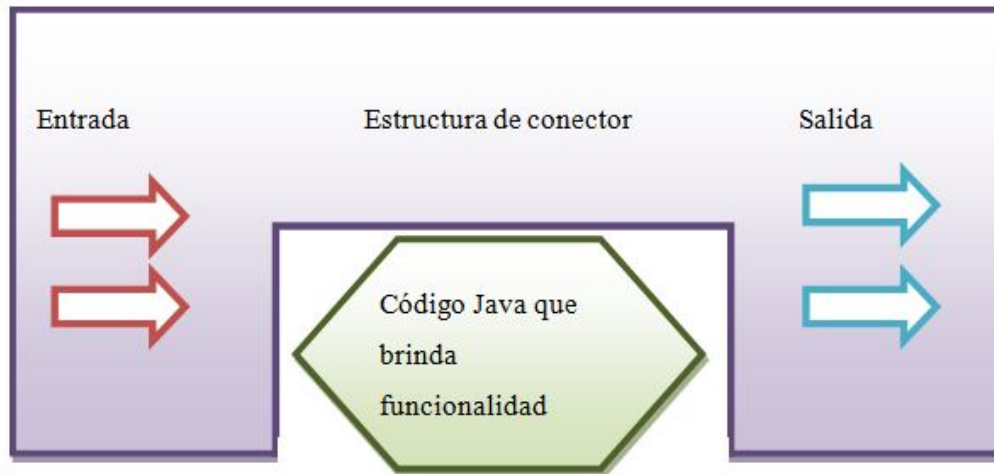 Entrada
Estructura de conector
Salida
Código Java que
brinda
funcionalidad